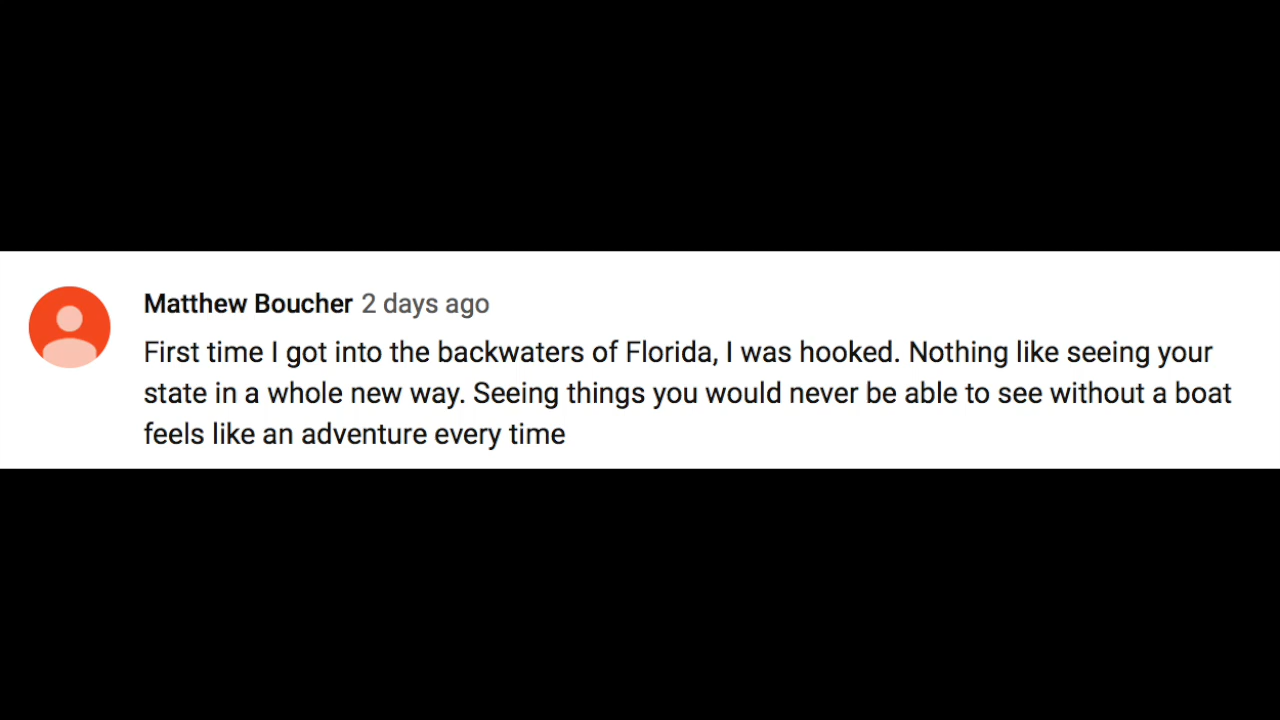 Matthew Boucher 2 days ago
First time I got into the backwaters of Florida, I was hooked. Nothing like seeing your
state in a whole new way. Seeing things you would never be able to see without a boat
feels like an adventure every time